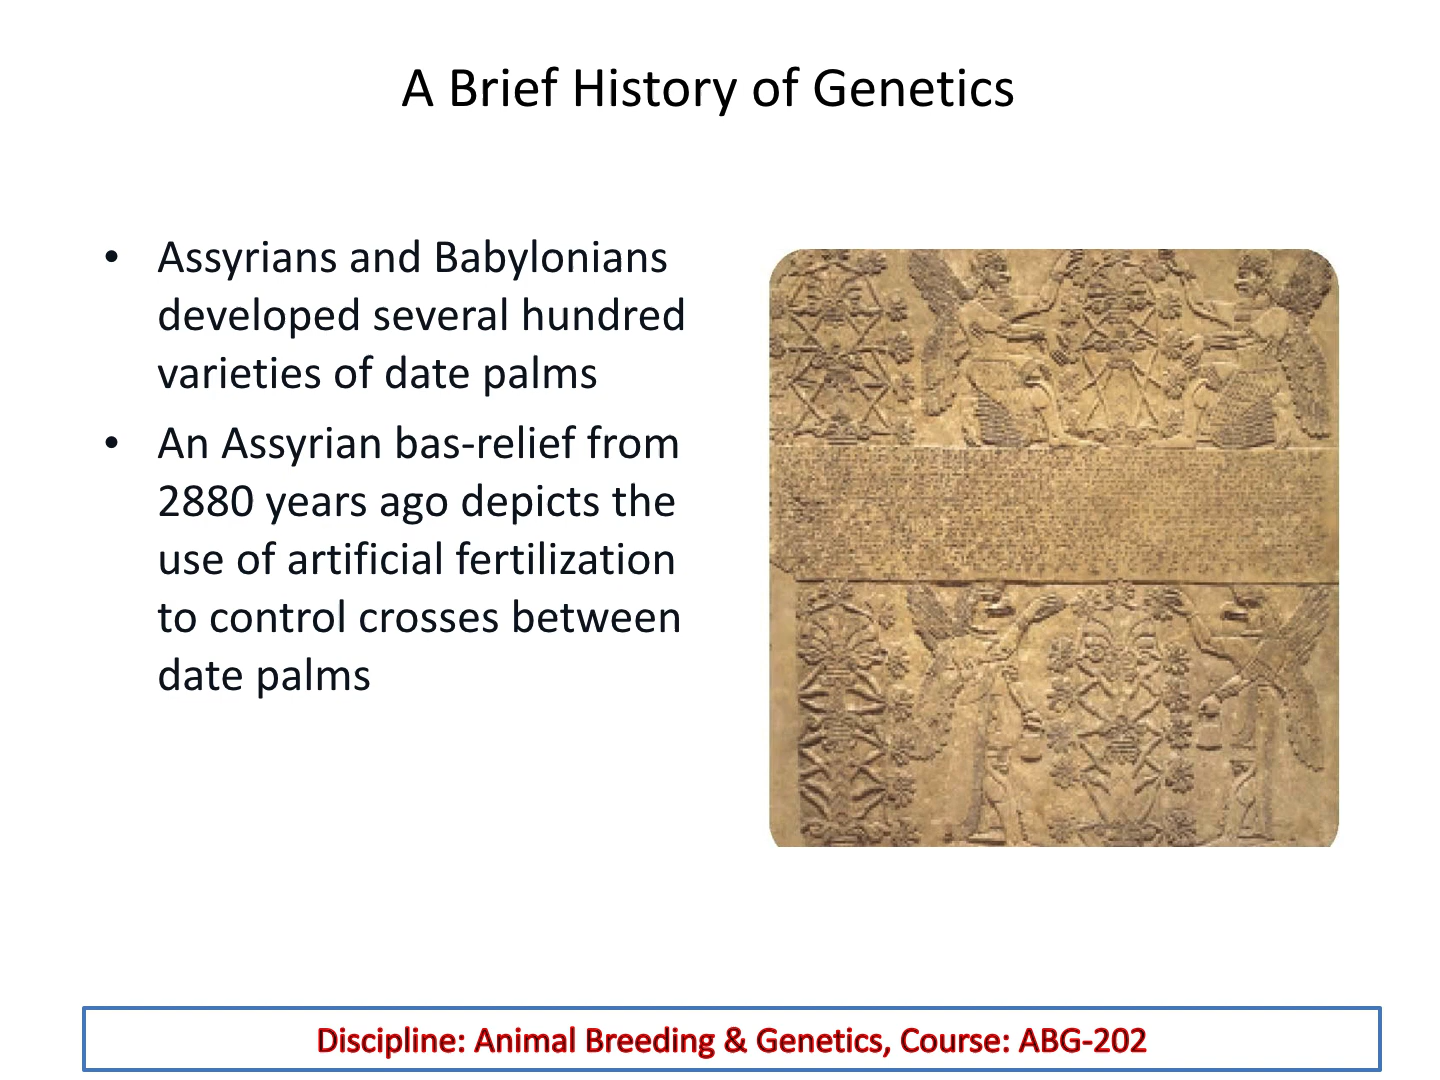 A Brief History of Genetics
• Assyrians and Babylonians
developed several hundred
varieties of date palms
• An Assyrian bas-relief from
2880 years ago depicts the
use of artificial fertilization
to control crosses between
date palms
Discipline: Animal Breeding & Genetics, Course: ABG-202